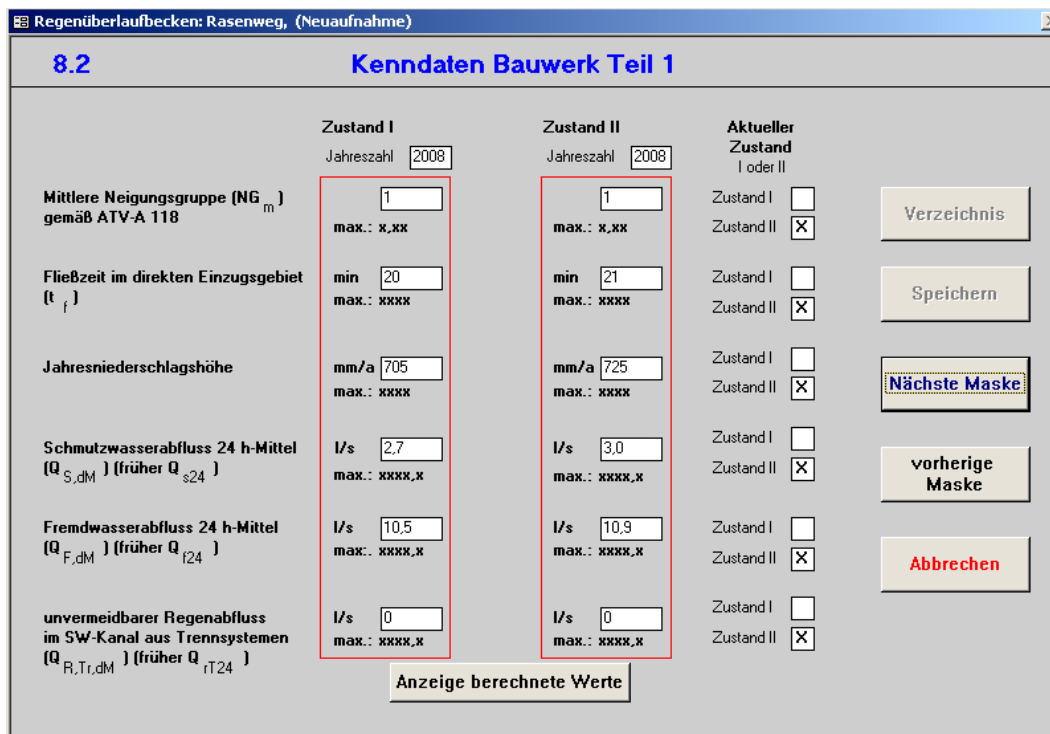 Regenüberlaufbecken: Rasenweg, (Neuaufnahme)
8.2 Kenndaten Bauwerk Teil 1
Zustand I Zustand II Aktueller
Zustand
Jahreszahl 2008 Jahreszahl 2008 I oder II
Mittlere Neigungsgruppe (NG m ) 1 1 Zustand I
gemäß ATV-A 118 max.: x,xx max.: x,xx Zustand II X
Verzeichnis
Fließzeit im direkten Einzugsgebiet min 20 min 21 Zustand I
(t f ) max.: xxxx max.: xxxx Zustand II X
Speichern
Jahresniederschlagshöhe mm/a 705 mm/a 725 Zustand I
max.: xxxx max.: xxxx Zustand II X
Nächste Maske
Schmutzwasserabfluss 24 h-Mittel l/s 2,7 l/s 3,0 Zustand I
(Q S,dM ) (früher Q s24 ) max.: xxxx,x max.: xxxx,x Zustand II X
vorherige
Maske
Fremdwasserabfluss 24 h-Mittel l/s 10,5 l/s 10,9 Zustand I
(Q F,dM ) (früher Q f24 ) max:. xxxx,x max.: xxxx,x Zustand II X
Abbrechen
unvermeidbarer Regenabfluss l/s 0 l/s 0 Zustand I
im SW-Kanal aus Trennsystemen max.: xxxx,x max.: xxxx,x Zustand II X
(Q R,Tr,dM ) (früher Q rT24 )
Anzeige berechnete Werte